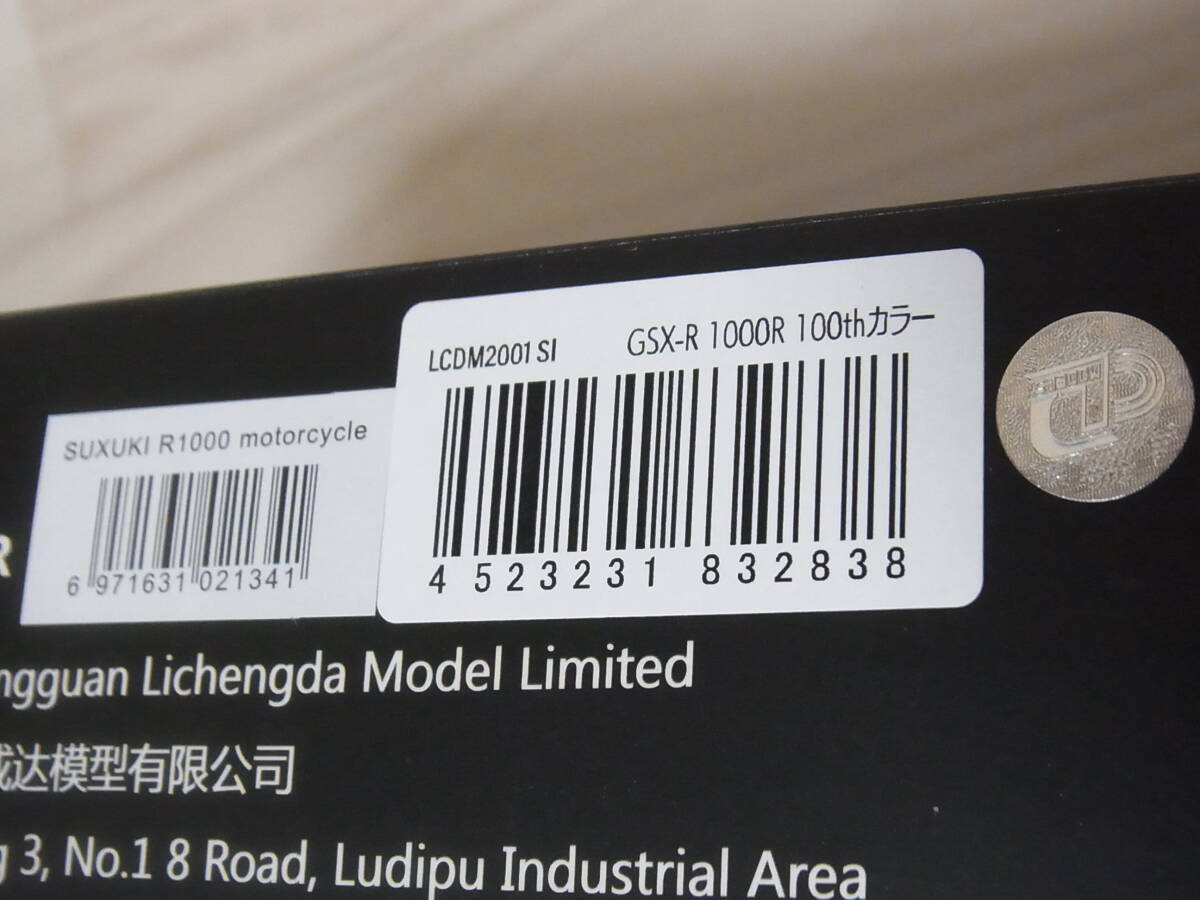 LCDM2001 SI
GSX-R 1000R 100thカラー
4 523231 832838
SUXUKI R1000 motorcycle
6 971631 021341
R
ngguan Lichengda Model Limited
达模型有限公司
g 3, No.1 8 Road, Ludipu Industrial Area